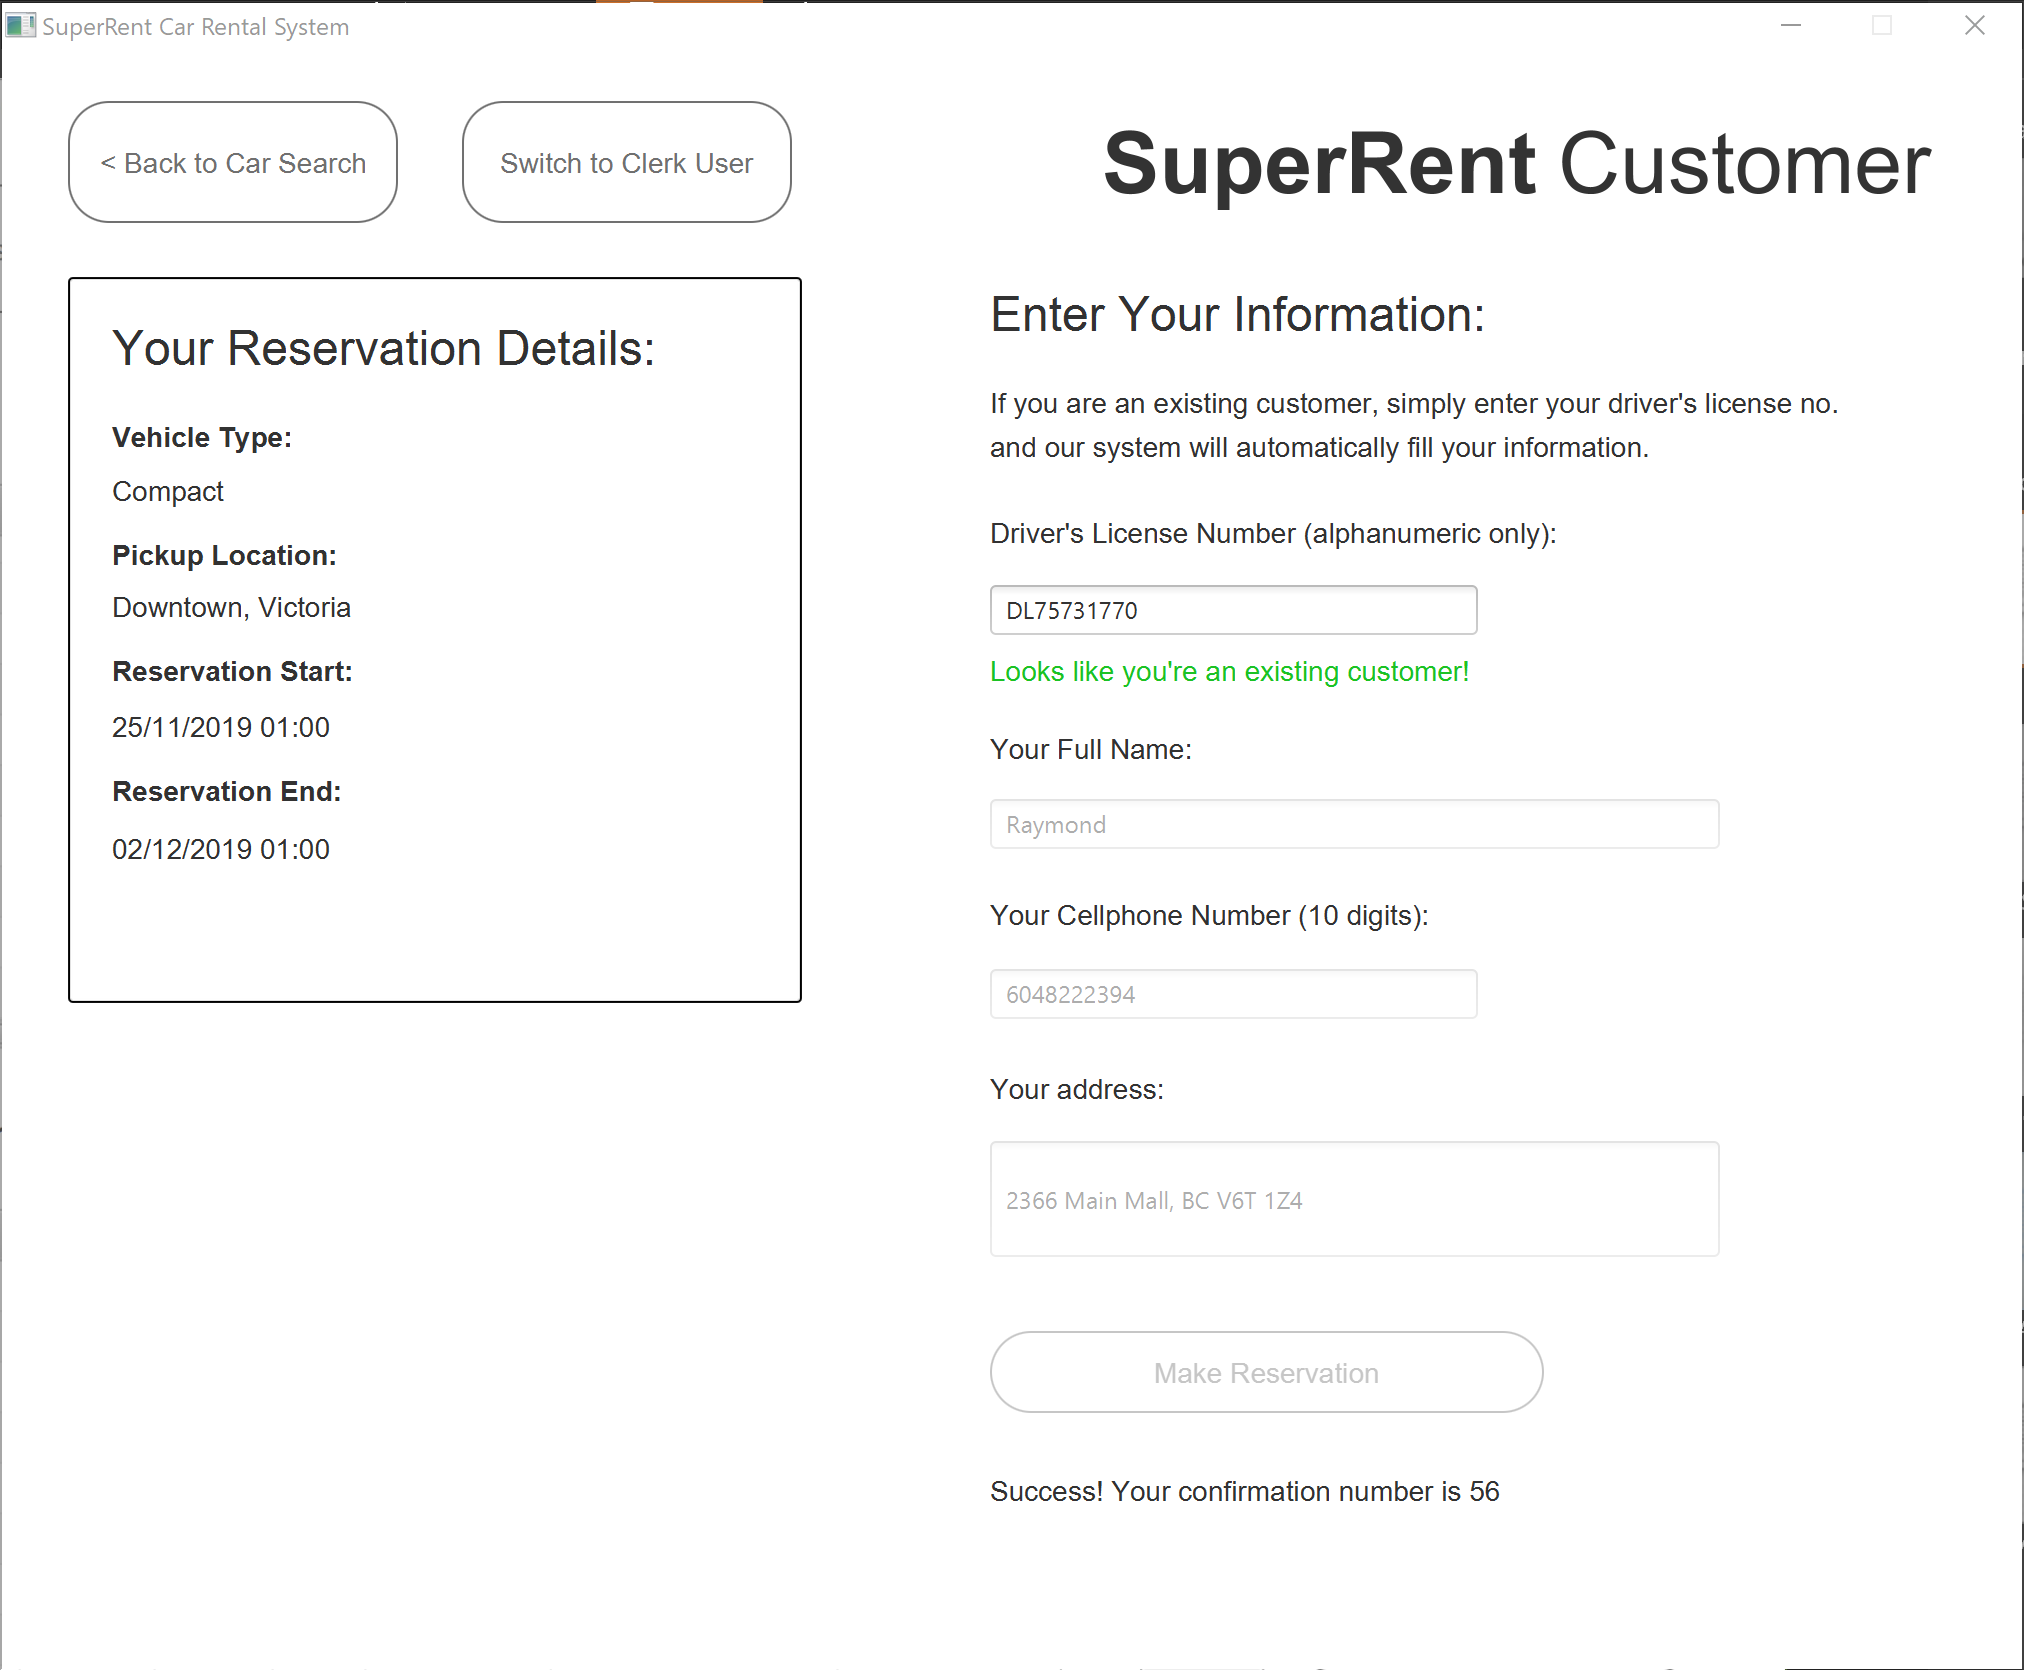 SuperRent Car Rental System
< Back to Car Search
Switch to Clerk User
SuperRent Customer
Your Reservation Details:
Vehicle Type:
Compact
Pickup Location:
Downtown, Victoria
Reservation Start:
25/11/2019 01:00
Reservation End:
02/12/2019 01:00
Enter Your Information:
If you are an existing customer, simply enter your driver's license no.
and our system will automatically fill your information.
Driver's License Number (alphanumeric only):
DL75731770
Looks like you're an existing customer!
Your Full Name:
Raymond
Your Cellphone Number (10 digits):
6048222394
Your address:
2366 Main Mall, BC V6T 1Z4
Make Reservation
Success! Your confirmation number is 56